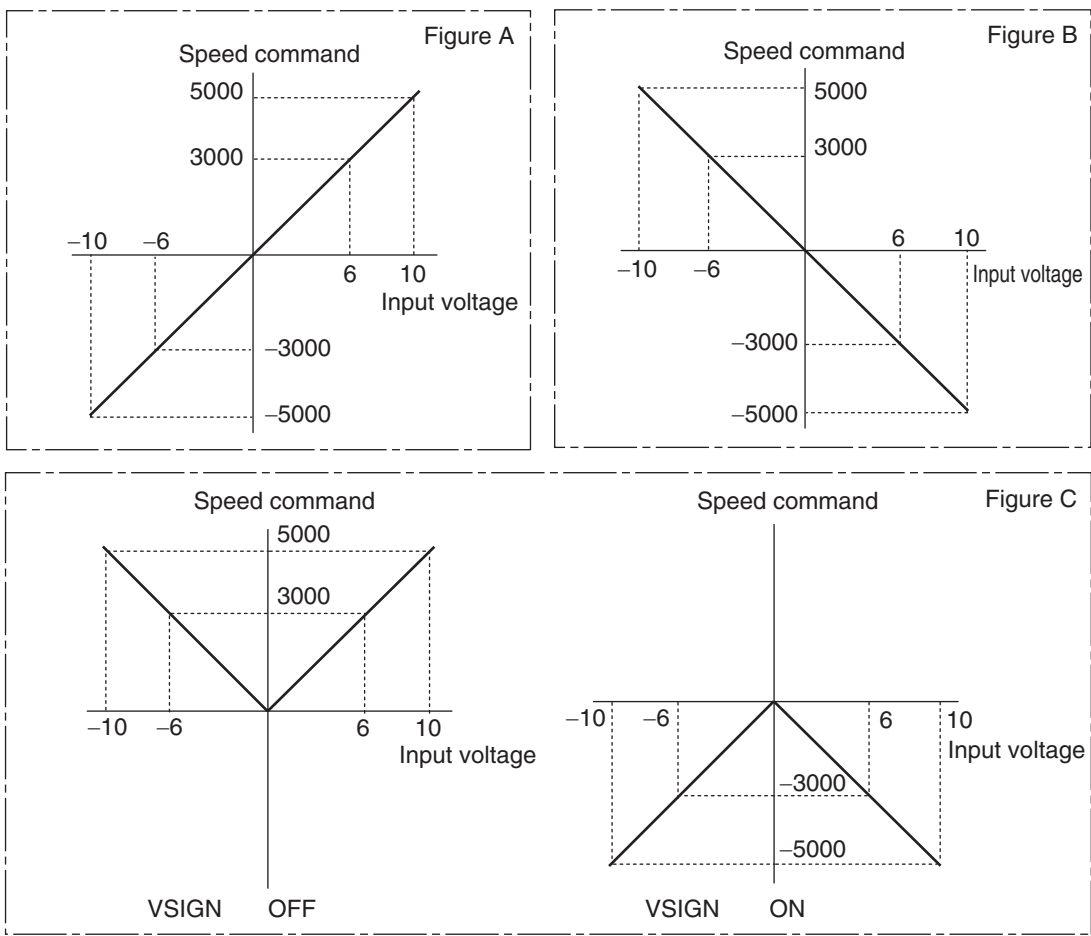 Figure A
Speed command
5000
3000
−10 −6
6 10
Input voltage
−3000
−5000
Figure B
Speed command
5000
3000
6 10
−10 −6
Input voltage
−3000
−5000
Figure C
Speed command
5000
3000
−10 −6 6 10
Input voltage
VSIGN OFF
Speed command
−10 −6 6 10
Input voltage
−3000
−5000
VSIGN ON